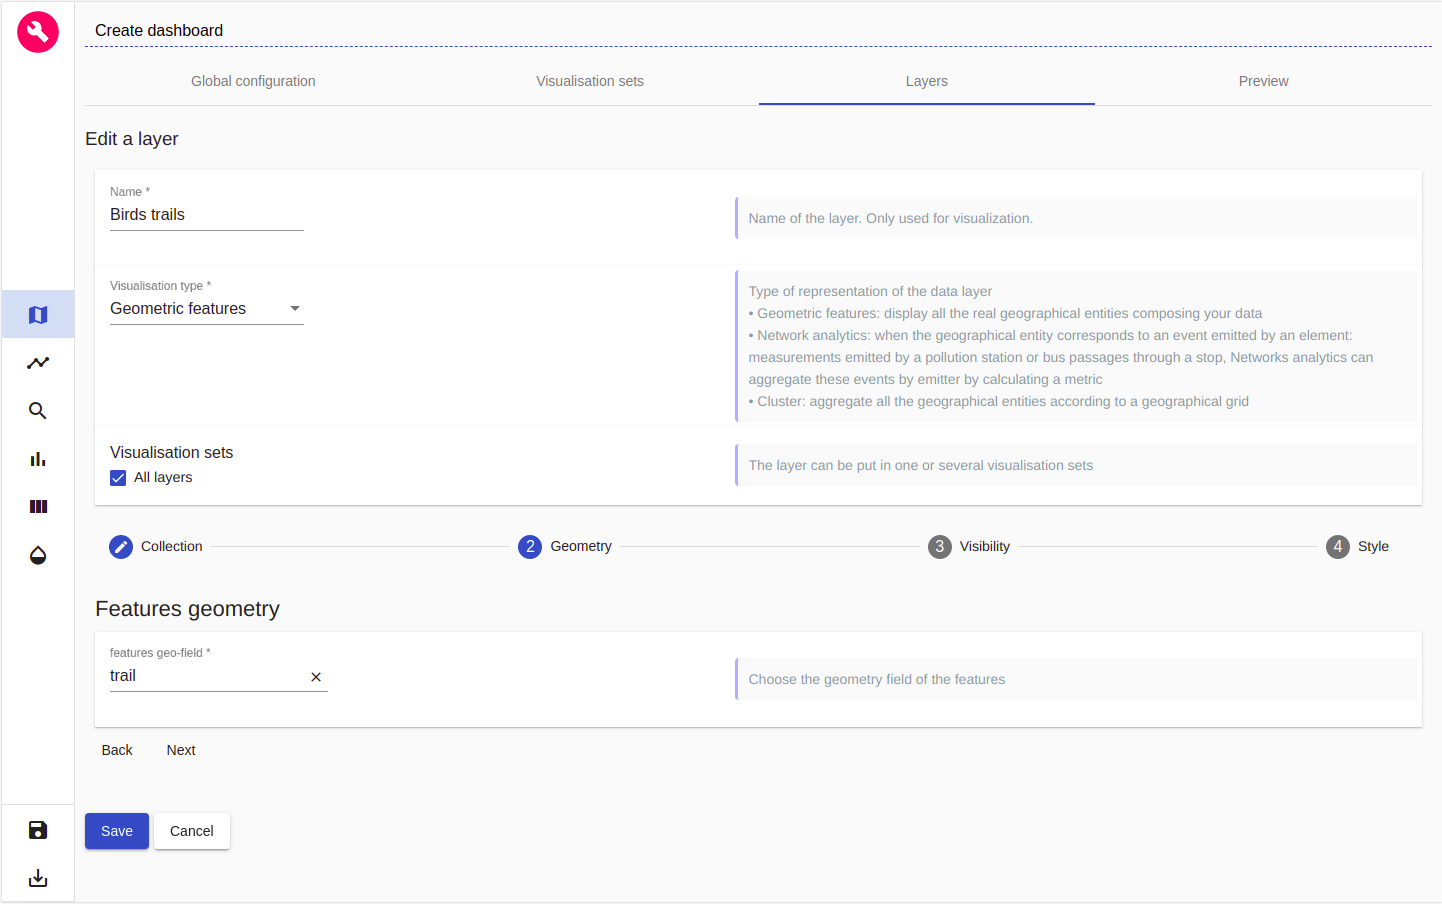 Create dashboard
Global configuration
Visualisation sets
Layers
Preview
Edit a layer
Name *
Birds trails
Name of the layer. Only used for visualization.
Visualisation type *
Geometric features
Type of representation of the data layer
• Geometric features: display all the real geographical entities composing your data
• Network analytics: when the geographical entity corresponds to an event emitted by an element:
measurements emitted by a pollution station or bus passages through a stop, Networks analytics can
aggregate these events by emitter by calculating a metric
• Cluster: aggregate all the geographical entities according to a geographical grid
Visualisation sets
All layers
The layer can be put in one or several visualisation sets
Collection
2 Geometry
3 Visibility
4 Style
Features geometry
features geo-field *
trail
Choose the geometry field of the features
Back
Next
Save
Cancel